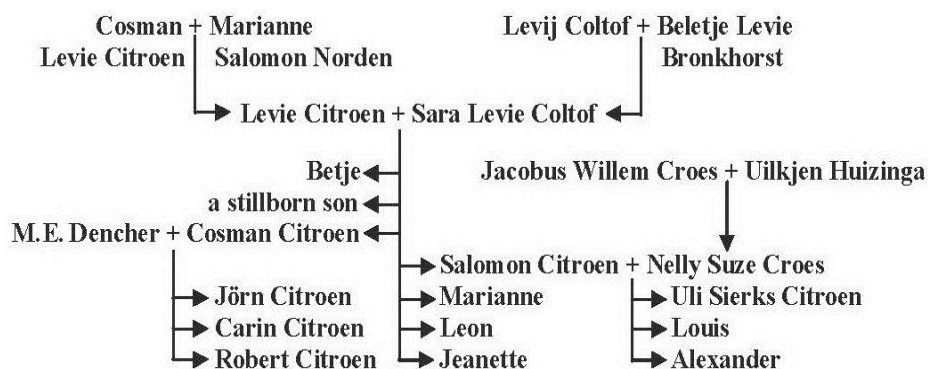 Cosman + Marianne
Levie Citroen Salomon Norden
Levij Coltof + Beletje Levie
Bronkhorst
Levie Citroen + Sara Levie Coltof
Betje
Jacobus Willem Croes + Uilkjen Huizinga
a stillborn son
M.E. Dencher + Cosman Citroen
Salomon Citroen + Nelly Suze Croes
Jörn Citroen
Marianne
Uli Sierks Citroen
Carin Citroen
Leon
Louis
Robert Citroen
Jeanette
Alexander